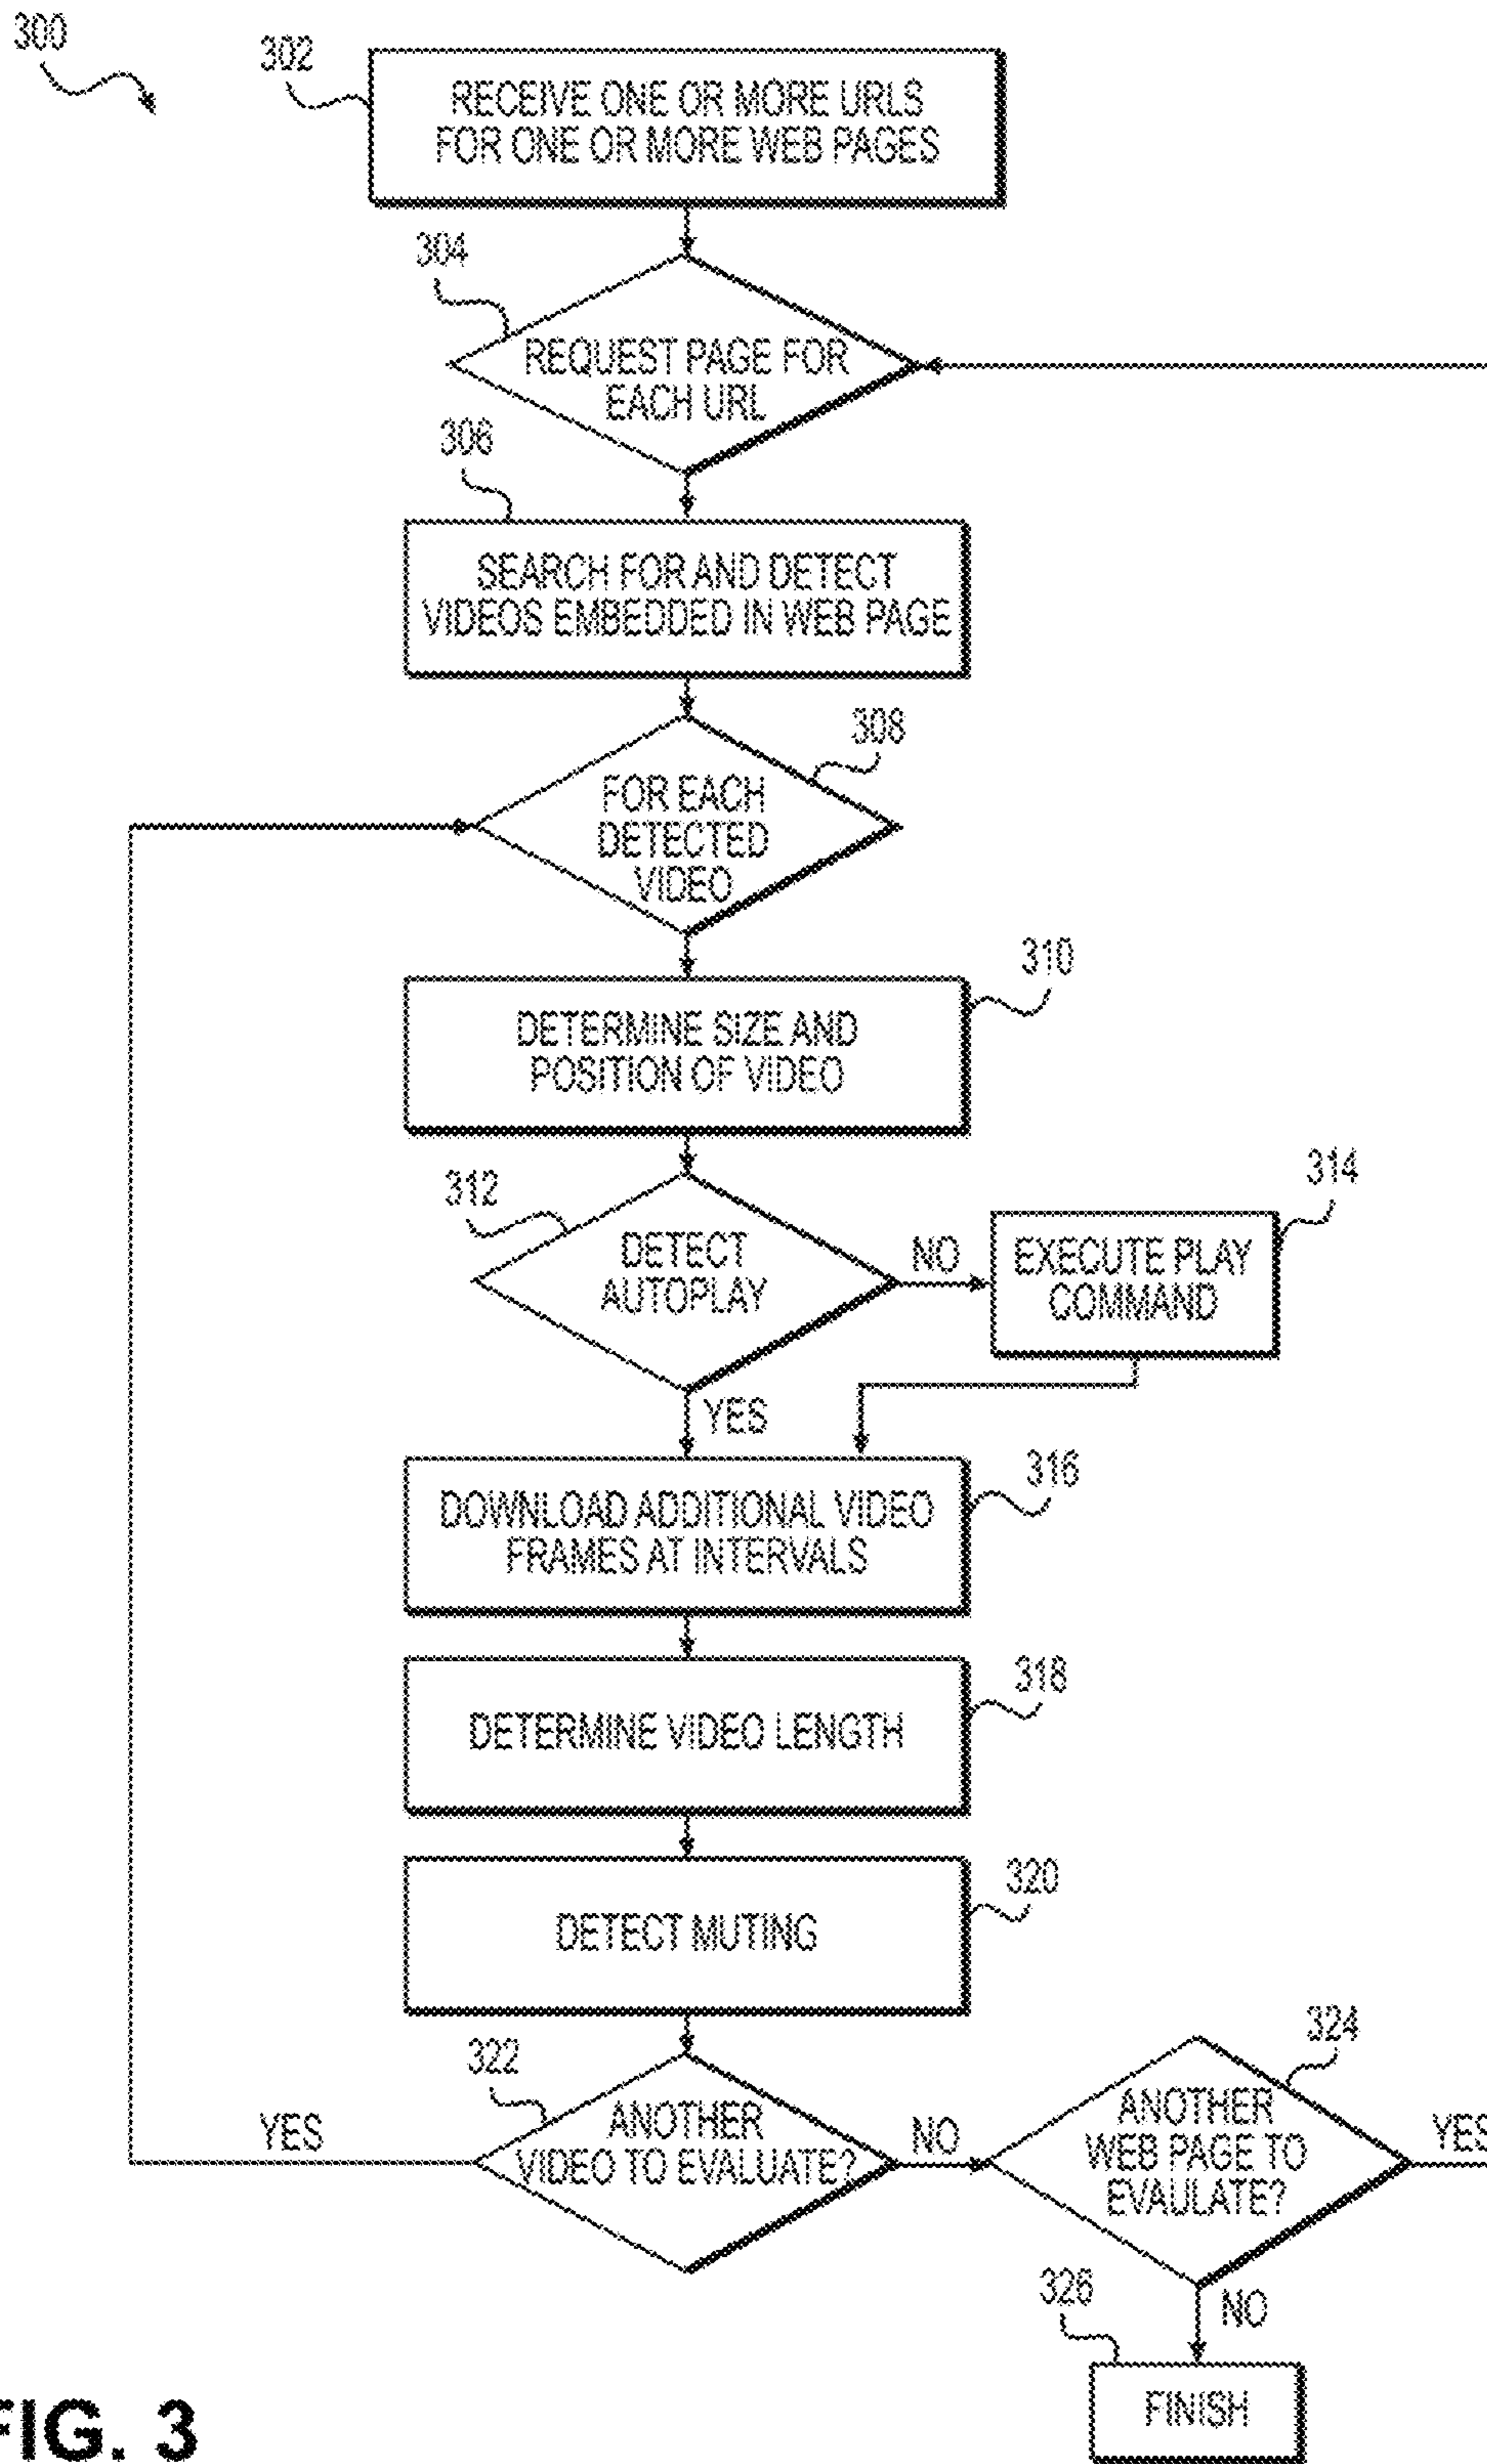 300
302
RECEIVE ONE OR MORE URLS
FOR ONE OR MORE WEB PAGES
304
REQUEST PAGE FOR
EACH URL
306
SEARCH FOR AND DETECT
VIDEOS EMBEDDED IN WEB PAGE
308
FOR EACH
DETECTED
VIDEO
310
DETERMINE SIZE AND
POSITION OF VIDEO
312
DETECT
AUTOPLAY
NO
314
EXECUTE PLAY
COMMAND
YES
316
DOWNLOAD ADDITIONAL VIDEO
FRAMES AT INTERVALS
318
DETERMINE VIDEO LENGTH
320
DETECT MUTING
322
ANOTHER
VIDEO TO EVALUATE?
YES
NO
324
ANOTHER
WEB PAGE TO
EVAULATE?
YES
NO
326
FINISH
FIG. 3